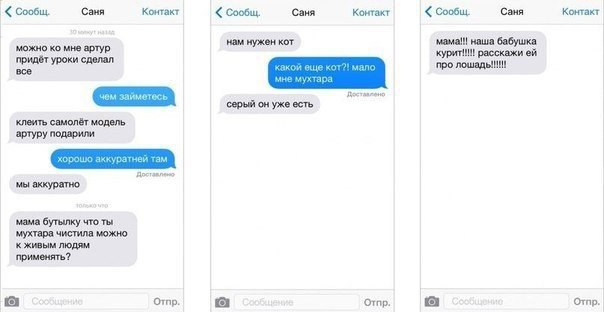 Сообщ. Саня Контакт
30 минут назад
можно ко мне артур
придёт уроки сделал
все
чем займетесь
клеить самолёт модель
артуру подарили
хорошо аккуратней там
Доставлено
мы аккуратно
только что
мама бутылку что ты
мухтара чистила можно
к живым людям
применять?
Сообщение Отпр.
Сообщ. Саня Контакт
нам нужен кот
какой еще кот?! мало
мне мухтара
Доставлено
серый он уже есть
Сообщение Отпр.
Сообщ. Саня Контакт
мама!!! наша бабушка
курит!!!!! расскажи ей
про лошадь!!!!!!
Сообщение Отпр.